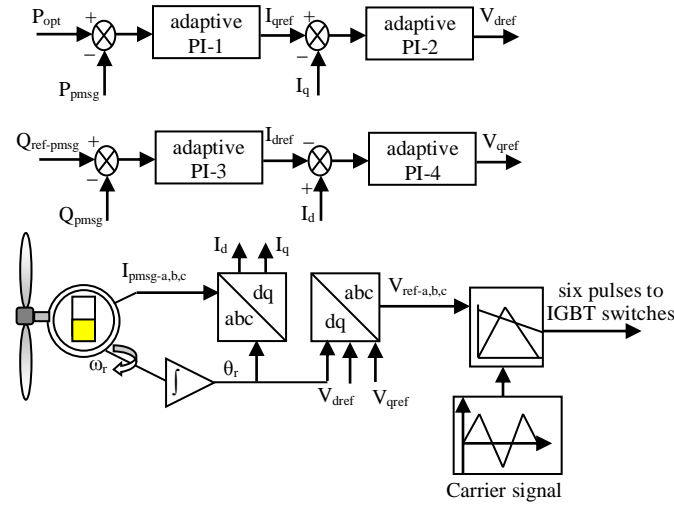 P_opt
+
−
P_pmsg
adaptive
PI-1
I_qref
+
−
I_q
adaptive
PI-2
V_dref
Q_ref-pmsg
+
−
Q_pmsg
adaptive
PI-3
I_dref
−
+
I_d
adaptive
PI-4
V_qref
I_pmsg-a,b,c
I_d
I_q
dq
abc
abc
dq
V_ref-a,b,c
six pulses to
IGBT switches
ω_r
∫
θ_r
V_dref
V_qref
Carrier signal